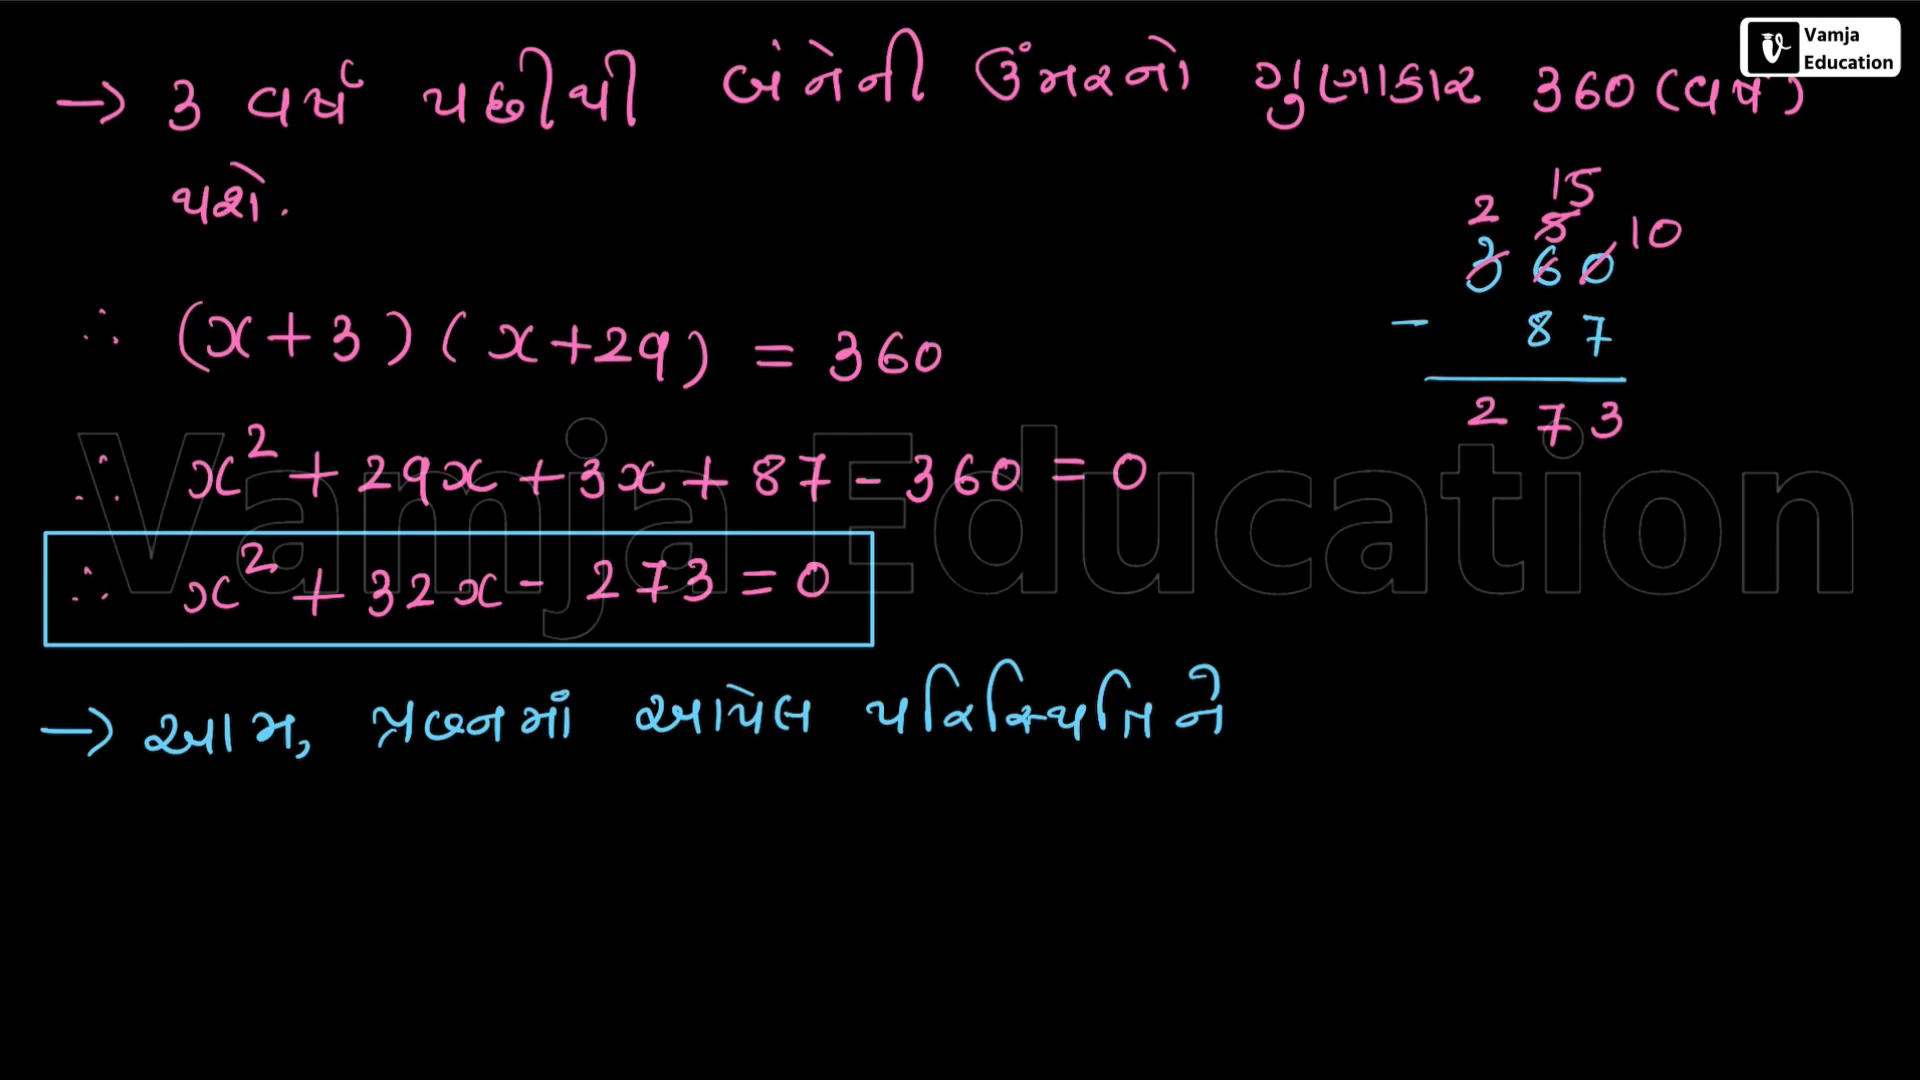 Vamja
Education
→ 3 વર્ષ પછીથી બંનેની ઉંમરનો ગુણાકાર 360 (વર્ષ)
થશે.
∴ (x+3)(x+29) = 360
∴ x² + 29x + 3x + 87 - 360 = 0
∴ x² + 32x - 273 = 0
→ આમ, પ્રશ્નમાં આપેલ પરિસ્થિતિને
15
2 5 10
3 6 0
- 8 7
2 7 3
Vamja Education